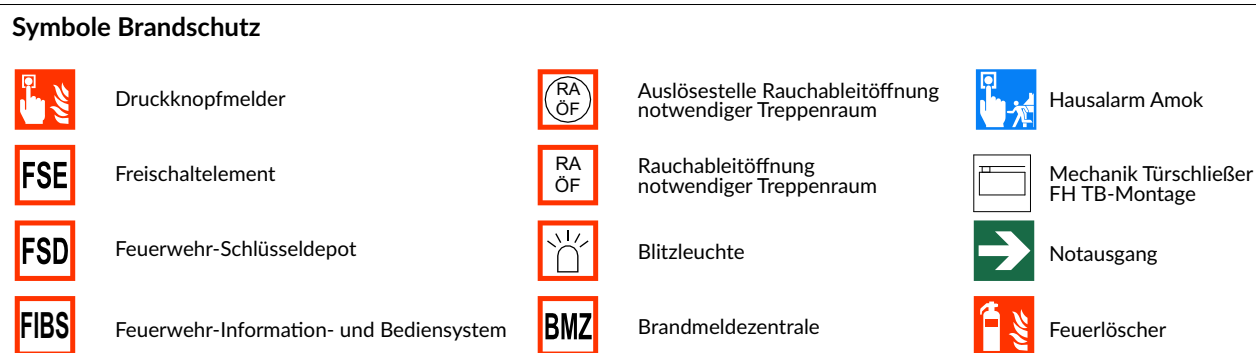 Symbole Brandschutz
Druckknopfmelder
FSE
Freischaltelement
FSD
Feuerwehr-Schlüsseldepot
FIBS
Feuerwehr-Information- und Bediensystem
RA
ÖF
Auslösestelle Rauchableitöffnung
notwendiger Treppenraum
RA
ÖF
Rauchableitöffnung
notwendiger Treppenraum
Blitzleuchte
BMZ
Brandmeldezentrale
Hausalarm Amok
Mechanik Türschließer
FH TB-Montage
Notausgang
Feuerlöscher